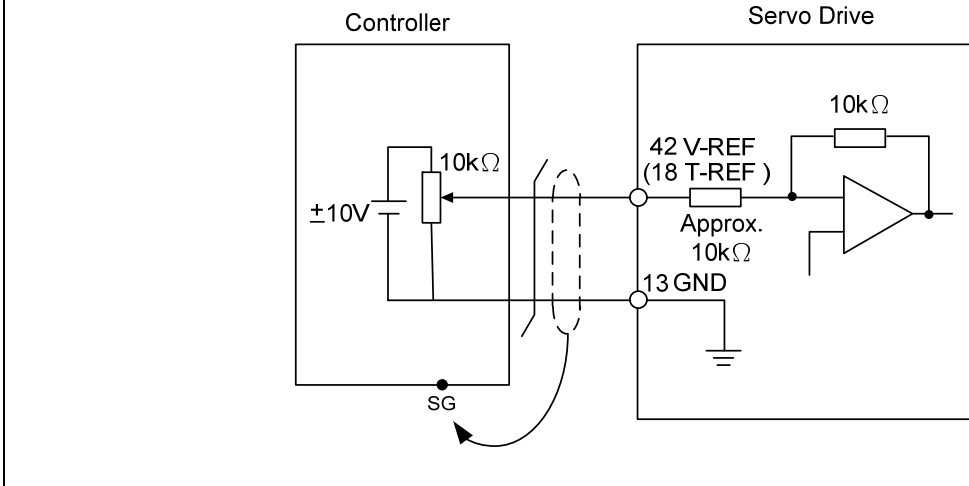 Controller
Servo Drive
10kΩ
10kΩ
±10V
42 V-REF
(18 T-REF )
Approx.
10kΩ
13 GND
SG